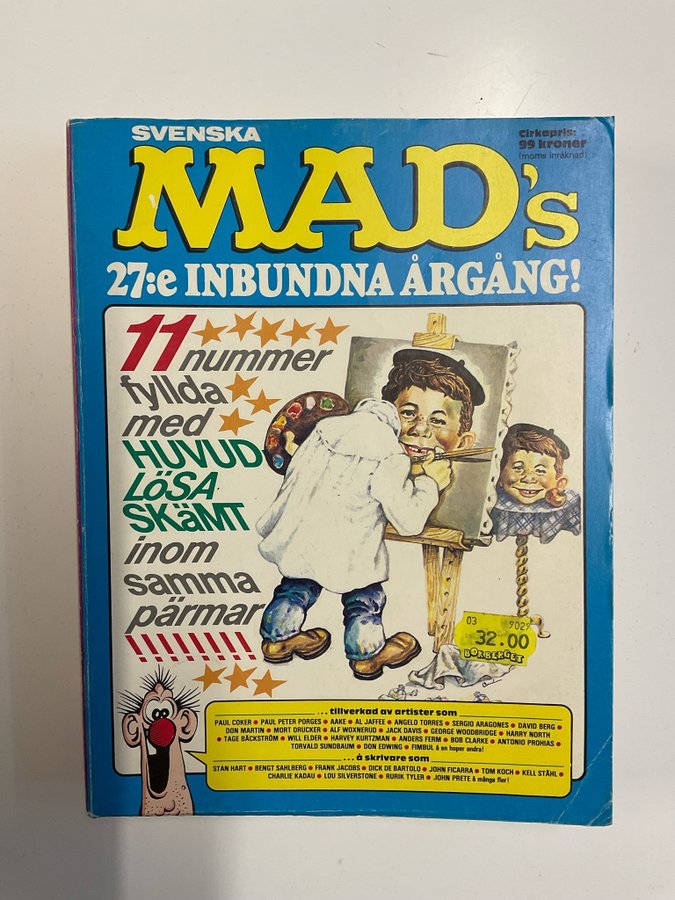 SVENSKA
Cirkapris:
99 kroner
(moms inräknad)
MAD's
27:e INBUNDNA ÅRGÅNG!
11
nummer
fyllda
med
HUVUD
LöSA
SKäMT
inom
samma
pärmar
!!!!!!!!
03 9029
32.00
BOKBERGET
...tillverkad av artister som
PAUL COKER • PAUL PETER PORGES • AAKE • AL JAFFEE • ANGELO TORRES • SERGIO ARAGONES • DAVID BERG •
DON MARTIN • MORT DRUCKER • ALF WOXNERUD • JACK DAVIS • GEORGE WOODBRIDGE • HARRY NORTH
• TAGE BÄCKSTRÖM • WILL ELDER • HARVEY KURTZMAN • ANDERS FERM • BOB CLARKE • ANTONIO PROHIAS •
TORVALD SUNDBAUM • DON EDWING • FIMBUL å en hoper andra!
...å skrivare som
STAN HART • BENGT SAHLBERG • FRANK JACOBS • DICK DE BARTOLO • JOHN FICARRA • TOM KOCH • KELL STÅHL •
CHARLIE KADAU • LOU SILVERSTONE • RURIK TYLER • JOHN PRETE å många fler!